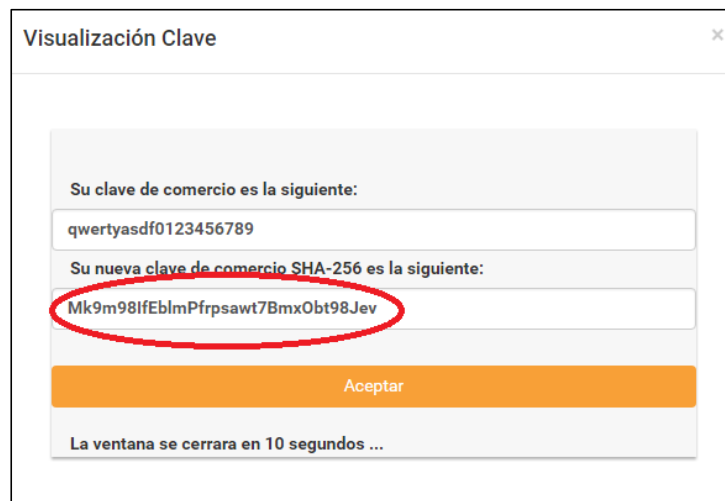 Visualización Clave ×
Su clave de comercio es la siguiente:
qwertyasdf0123456789
Su nueva clave de comercio SHA-256 es la siguiente:
Mk9m98IfEblmPfrpsawt7BmxObt98Jev
Aceptar
La ventana se cerrara en 10 segundos ...